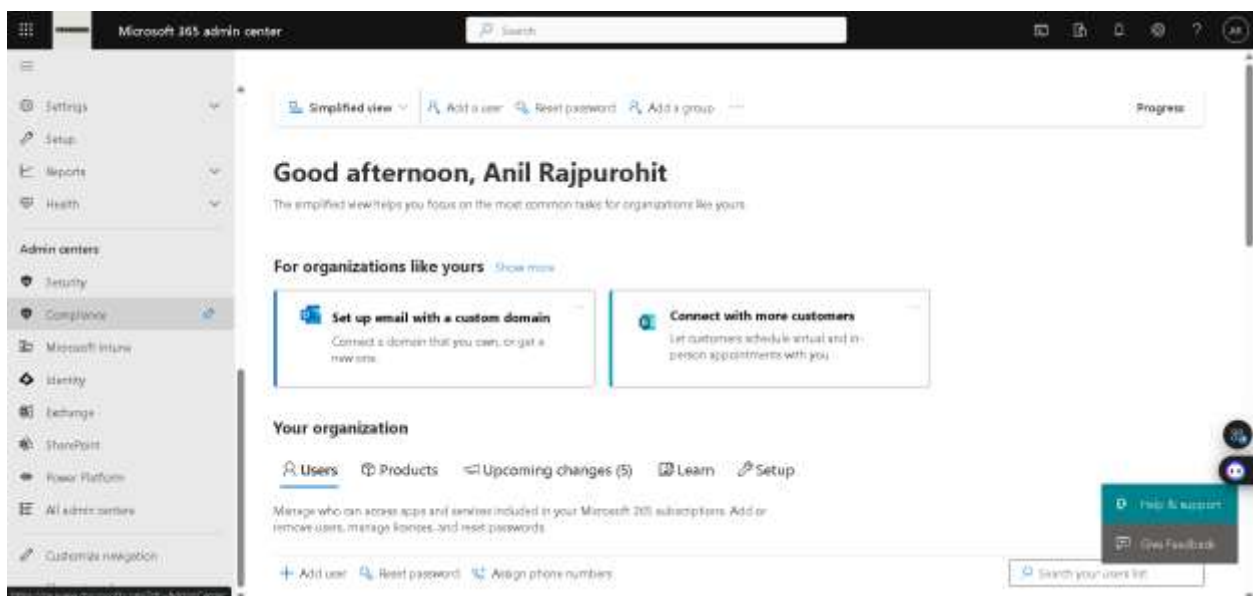 Microsoft 365 admin center
Search
AR
Settings
Setup
Reports
Health
Admin centers
Security
Compliance
Microsoft Intune
Identity
Exchange
SharePoint
Power Platform
All admin centers
Customize navigation
Simplified view
Add a user
Reset password
Add a group
Progress
Good afternoon, Anil Rajpurohit
The simplified view helps you focus on the most common tasks for organizations like yours.
For organizations like yours Show more
Set up email with a custom domain
Connect a domain that you own, or get a
new one.
Connect with more customers
Let customers schedule virtual and in-
person appointments with you
Your organization
Users
Products
Upcoming changes (5)
Learn
Setup
Manage who can access apps and services included in your Microsoft 365 subscriptions. Add or
remove users, manage licenses, and reset passwords.
Add user
Reset password
Assign phone numbers
Search your users list
Help & support
Give Feedback